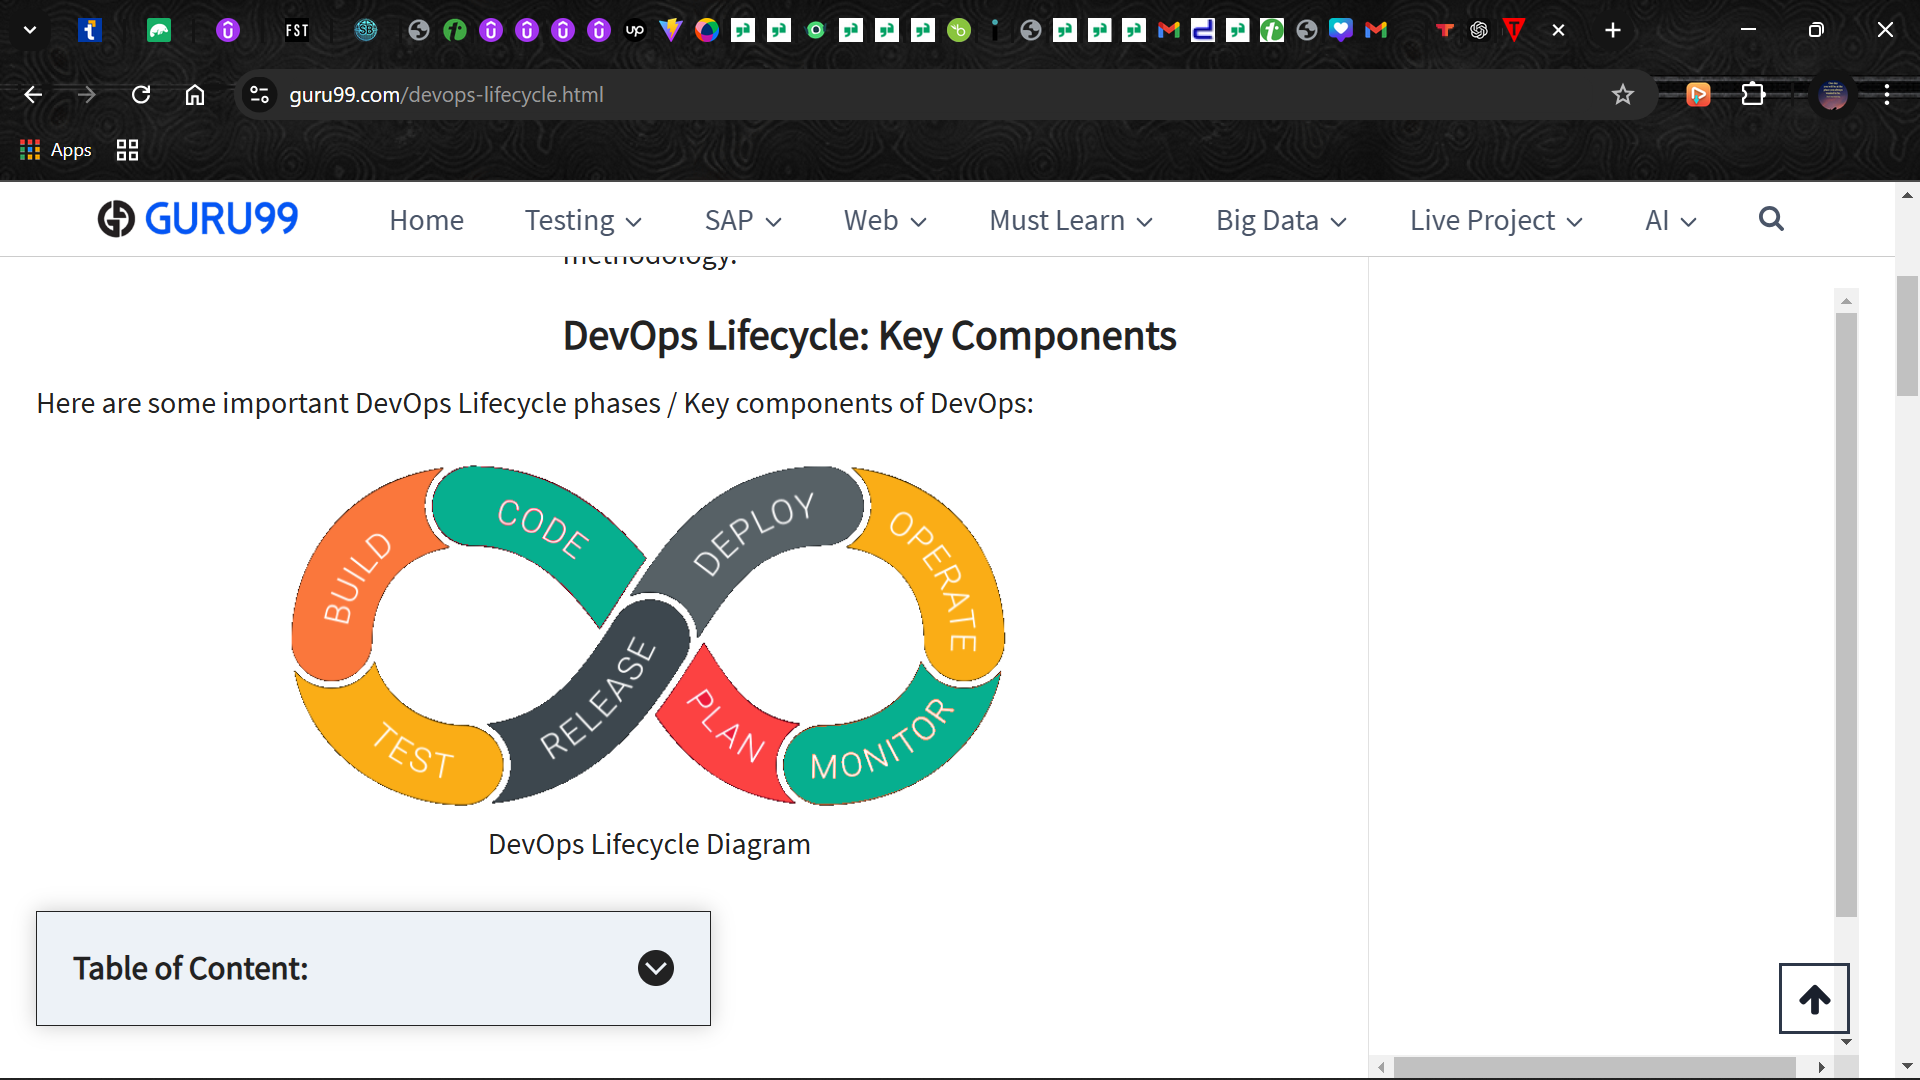 FST
SB
up
guru99.com/devops-lifecycle.html
Apps
GURU99
Home Testing SAP Web Must Learn Big Data Live Project AI
methodology.
DevOps Lifecycle: Key Components
Here are some important DevOps Lifecycle phases / Key components of DevOps:
CODE
DEPLOY
OPERATE
BUILD
RELEASE
PLAN
MONITOR
TEST
DevOps Lifecycle Diagram
Table of Content: